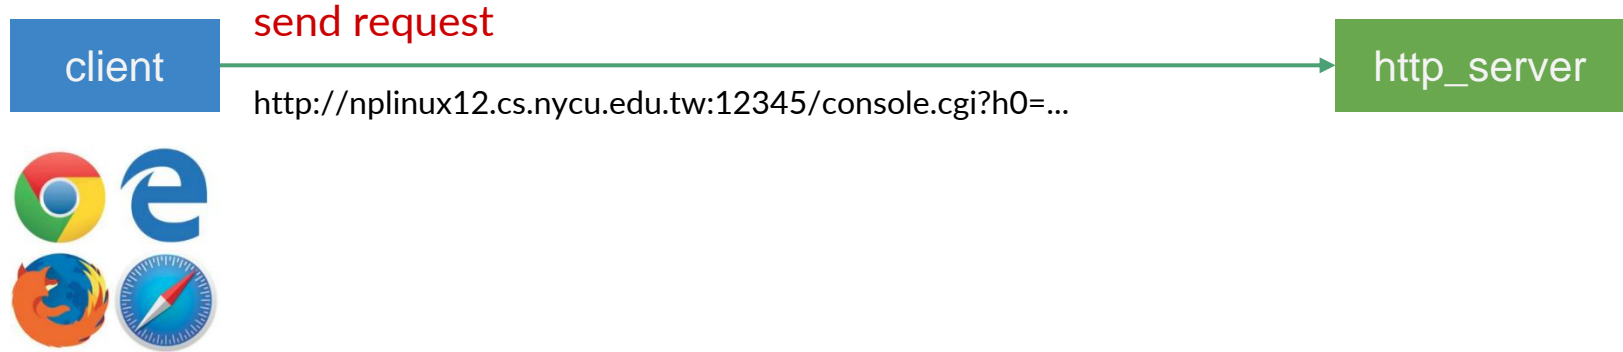 send request
client
http_server
http://nplinux12.cs.nycu.edu.tw:12345/console.cgi?h0=...